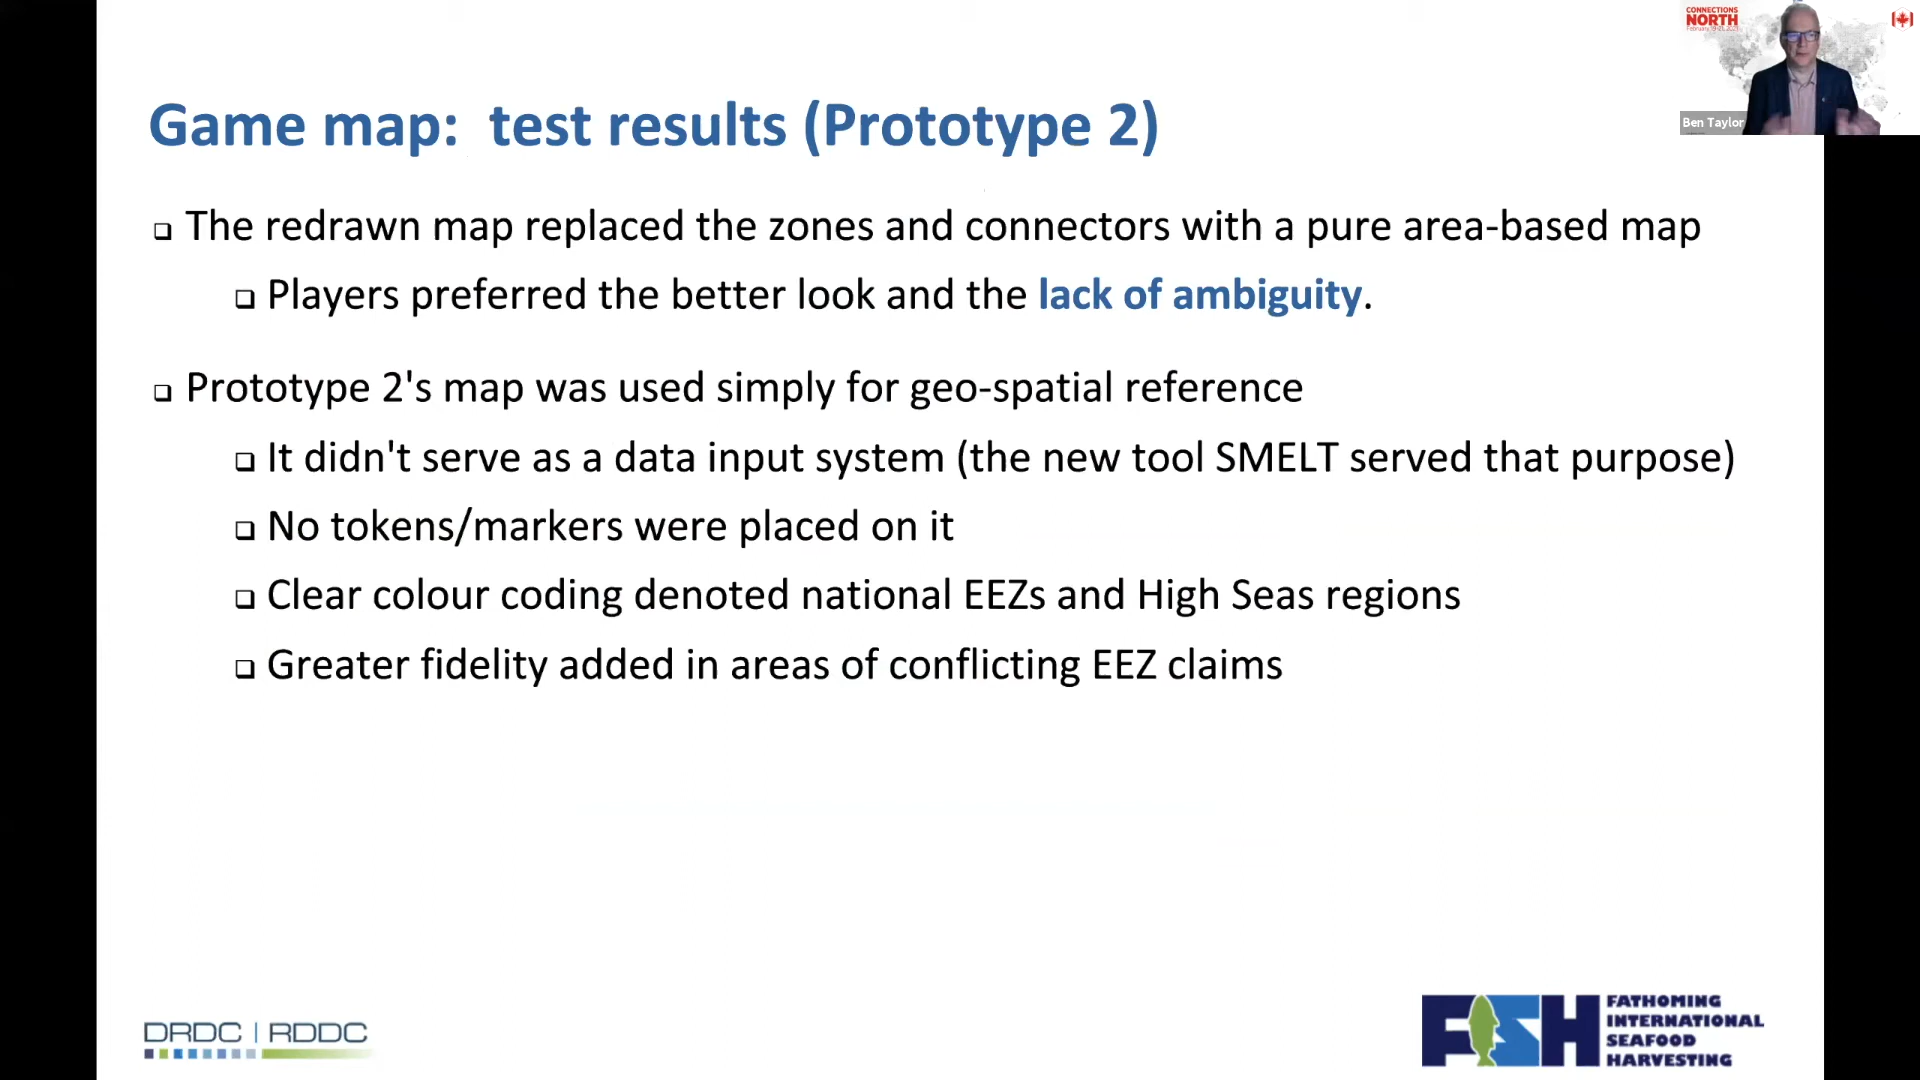 CONNECTIONS
NORTH
Ben Taylor
Game map: test results (Prototype 2)
The redrawn map replaced the zones and connectors with a pure area-based map
Players preferred the better look and the lack of ambiguity.
Prototype 2's map was used simply for geo-spatial reference
It didn't serve as a data input system (the new tool SMELT served that purpose)
No tokens/markers were placed on it
Clear colour coding denoted national EEZs and High Seas regions
Greater fidelity added in areas of conflicting EEZ claims
DRDC | RDDC
FISH
FATHOMING
INTERNATIONAL
SEAFOOD
HARVESTING